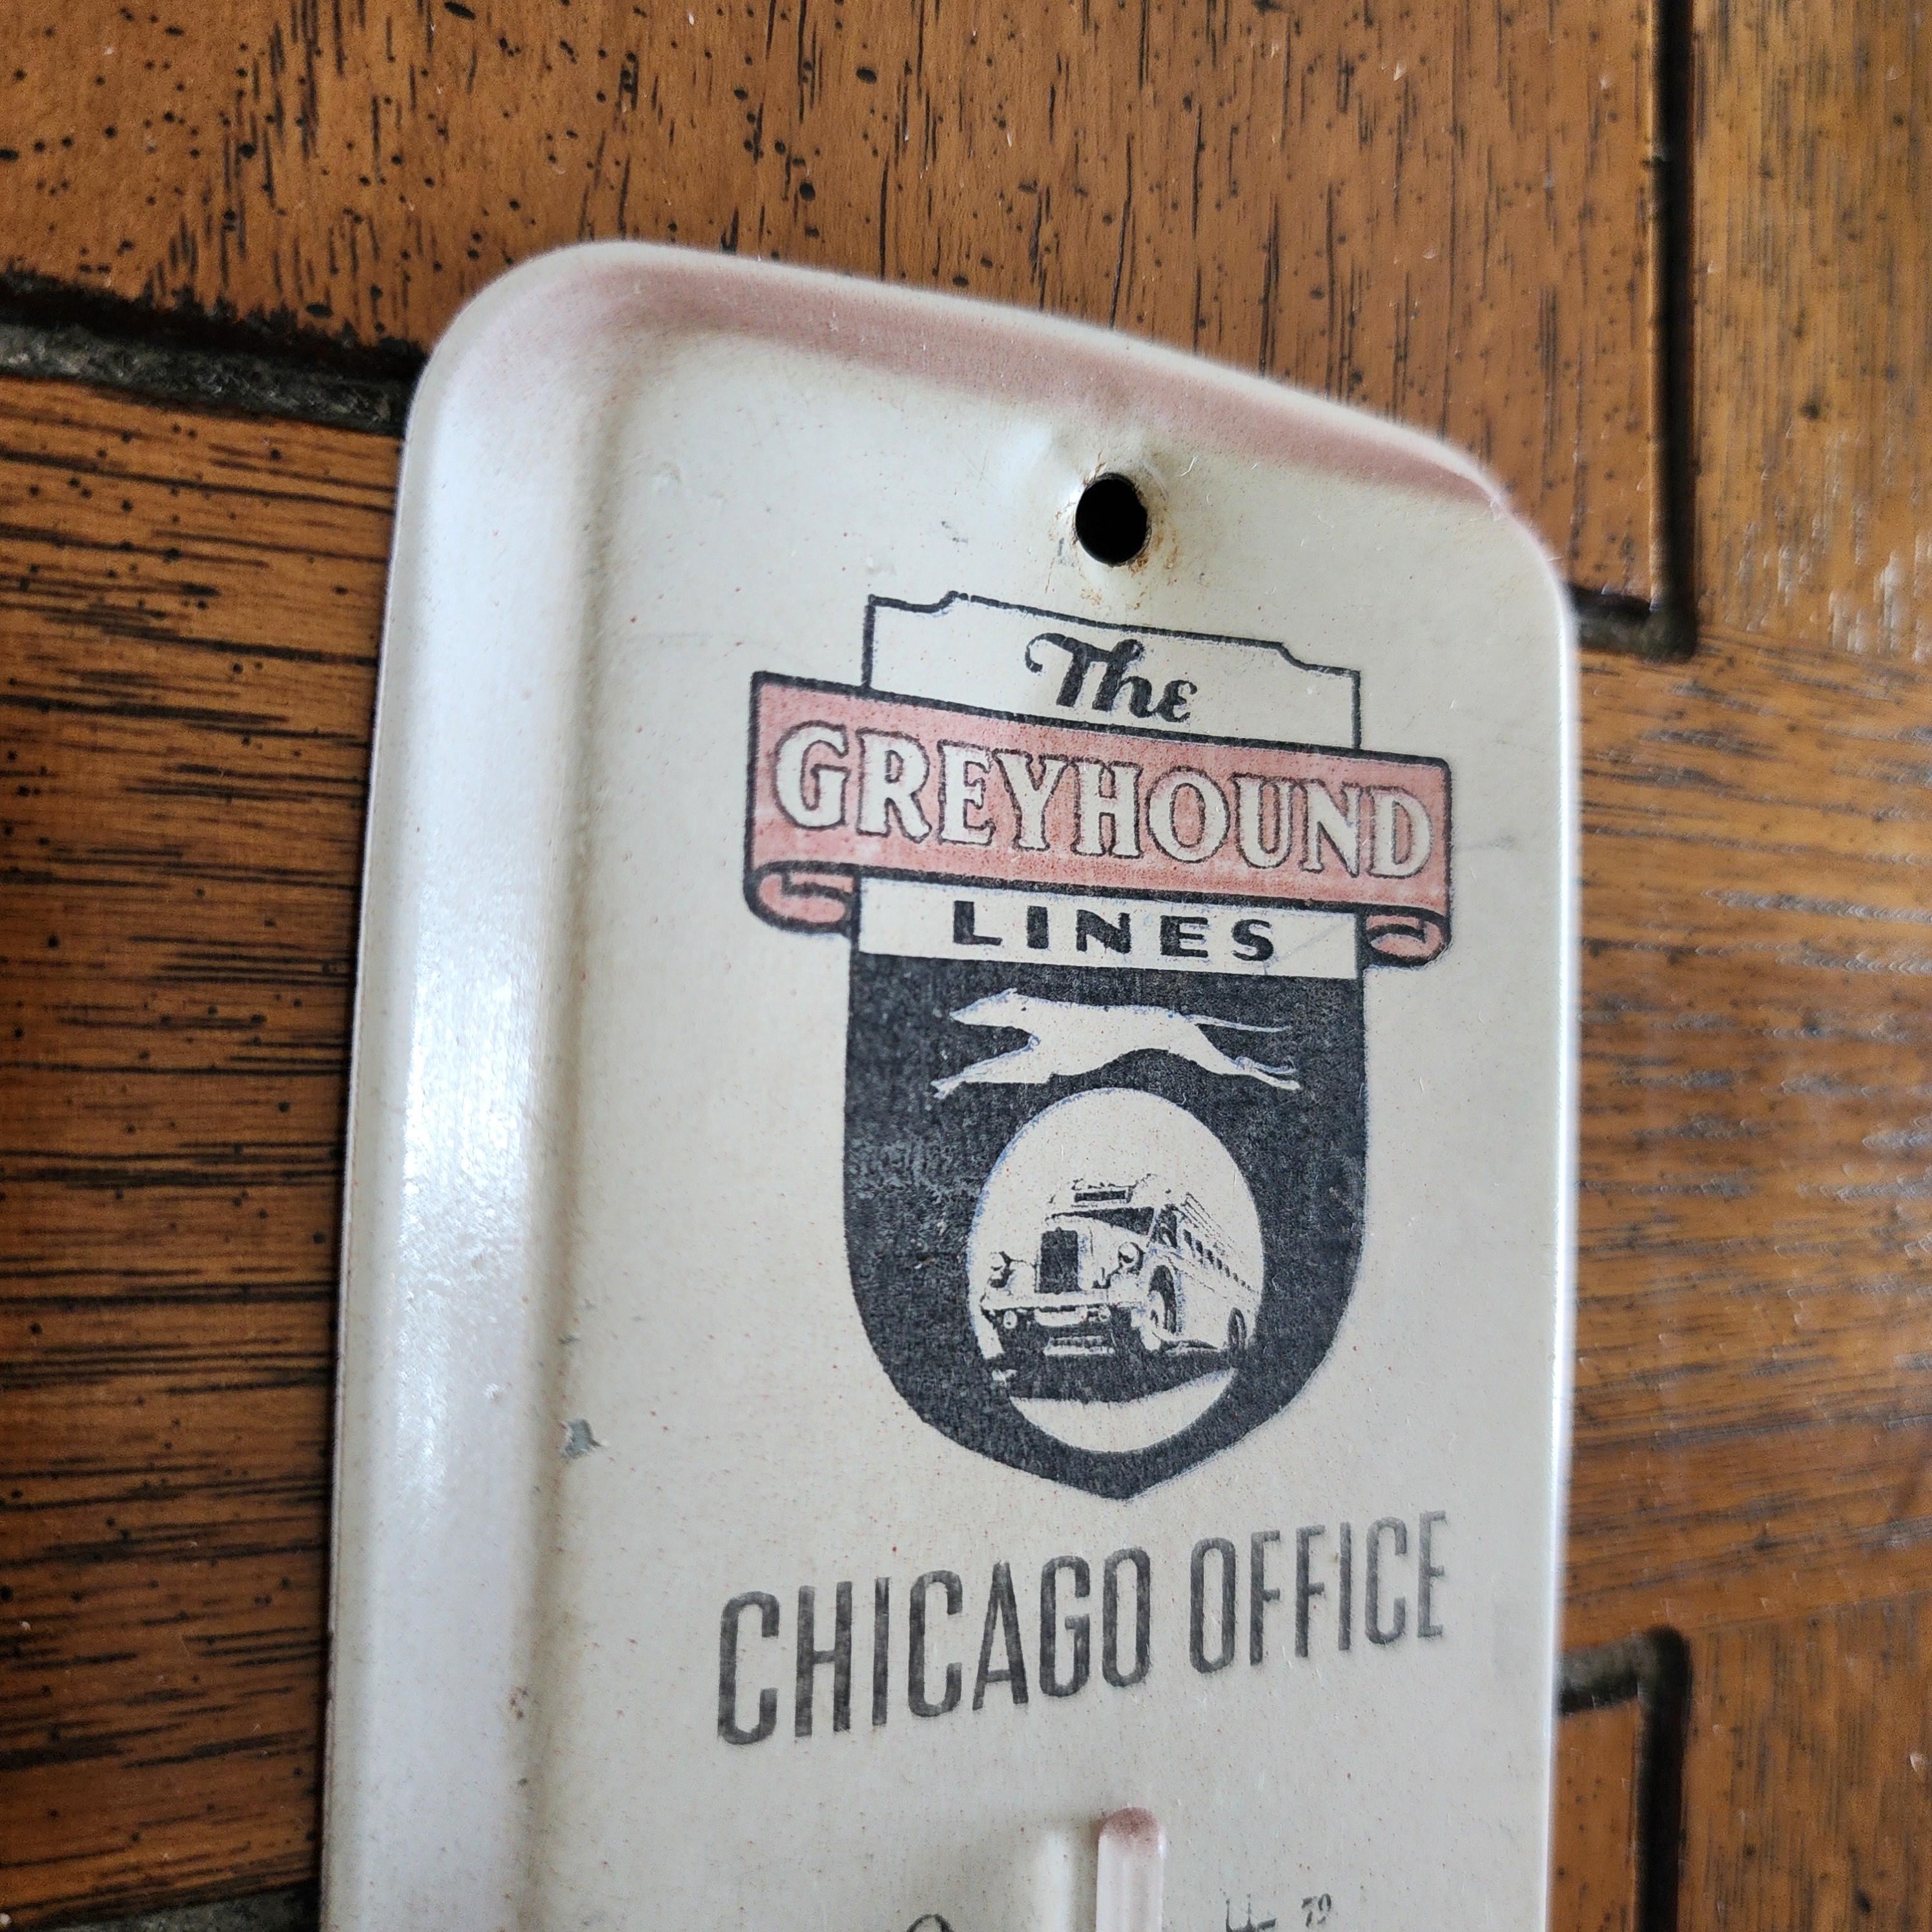 The
GREYHOUND
LINES
CHICAGO OFFICE